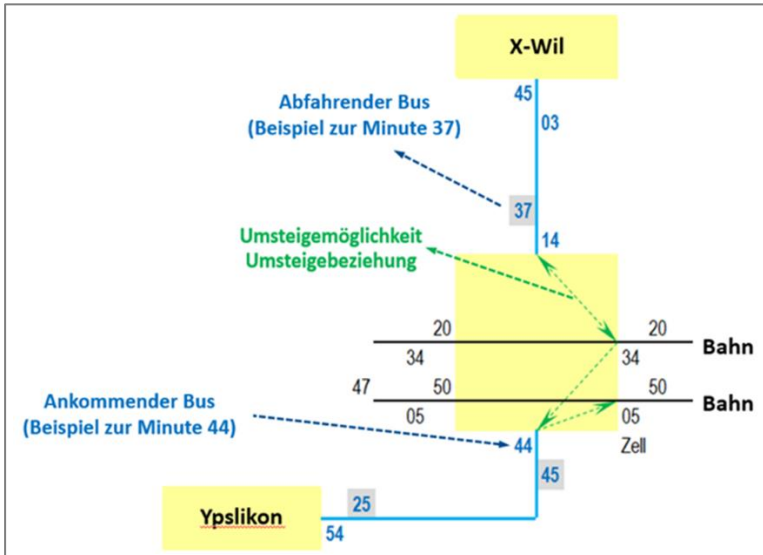 X-Wil
45
Abfahrender Bus
(Beispiel zur Minute 37)
03
37
14
Umsteigemöglichkeit
Umsteigebeziehung
20
20
34
34
Bahn
47
50
50
05
05
Bahn
Ankommender Bus
(Beispiel zur Minute 44)
44
Zell
45
Ypslikon
25
54